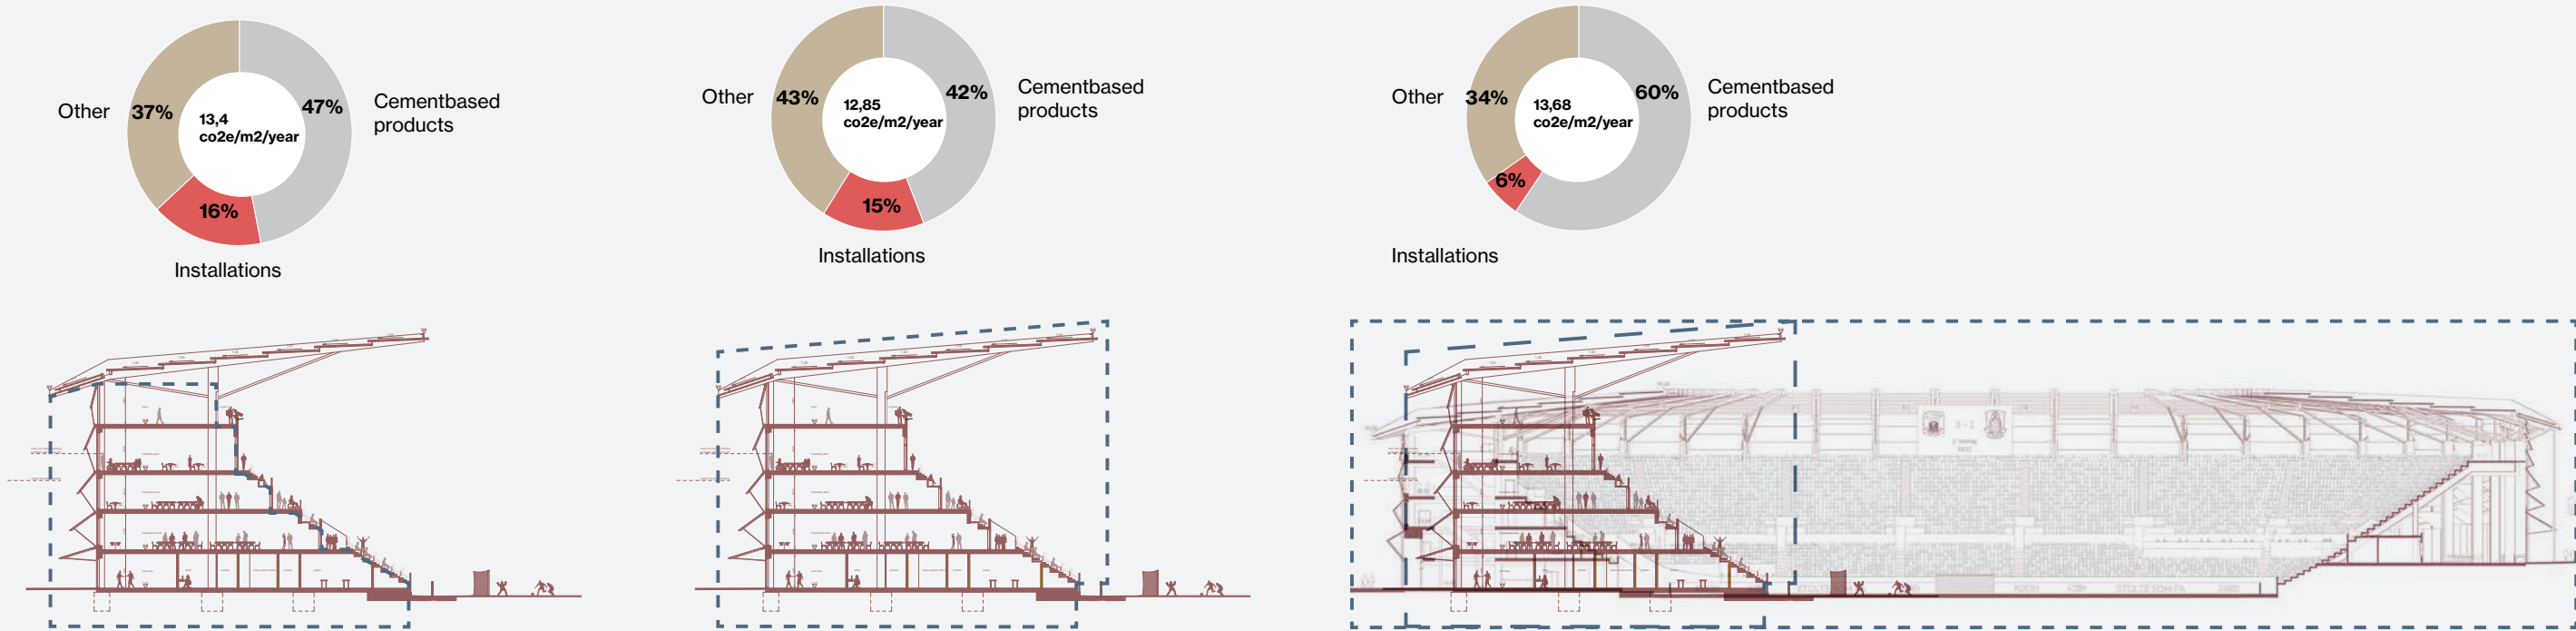 Other
37%
47%
13,4
co2e/m2/year
Cementbased
products
16%
Installations
Other
43%
42%
12,85
co2e/m2/year
Cementbased
products
15%
Installations
Other
34%
60%
13,68
co2e/m2/year
Cementbased
products
6%
Installations